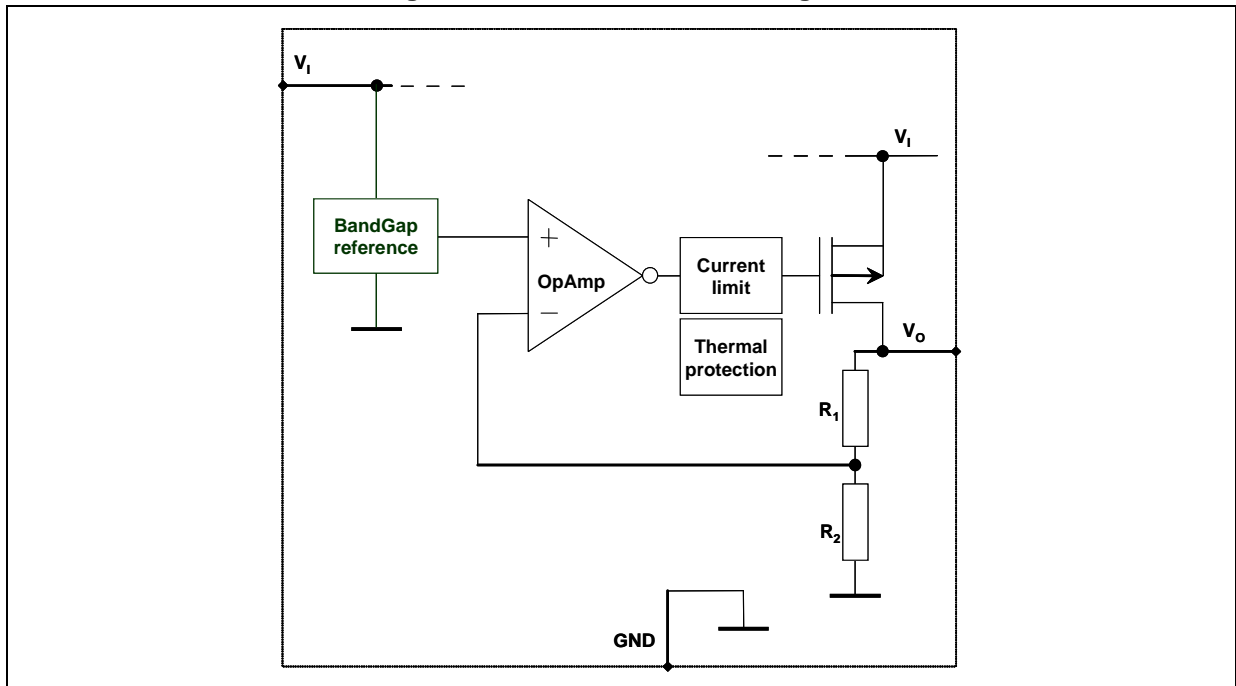 V_I
V_I
BandGap
reference
+
OpAmp
−
Current
limit
Thermal
protection
V_O
R_1
R_2
GND